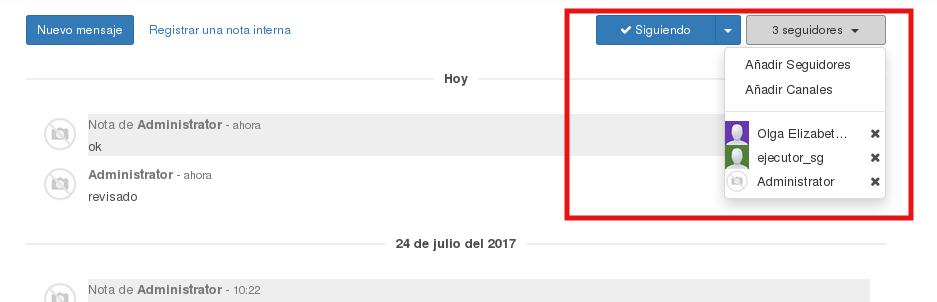 Nuevo mensaje Registrar una nota interna Siguiendo 3 seguidores
Añadir Seguidores
Hoy
Añadir Canales
Nota de Administrator - ahora
Olga Elizabet...
ok
ejecutor_sg
Administrator - ahora
Administrator
revisado
24 de julio del 2017
Nota de Administrator - 10:22